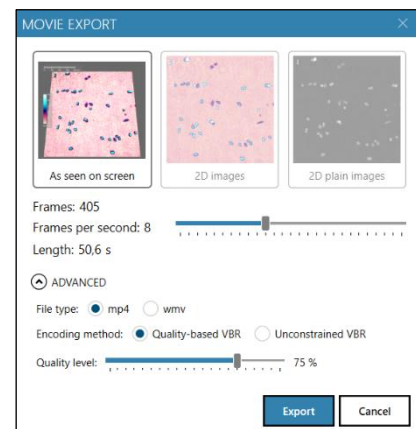 MOVIE EXPORT
As seen on screen
2D images
2D plain images
Frames: 405
Frames per second: 8
Length: 50,6 s
ADVANCED
File type: mp4 wmv
Encoding method: Quality-based VBR Unconstrained VBR
Quality level: 75 %
Export Cancel